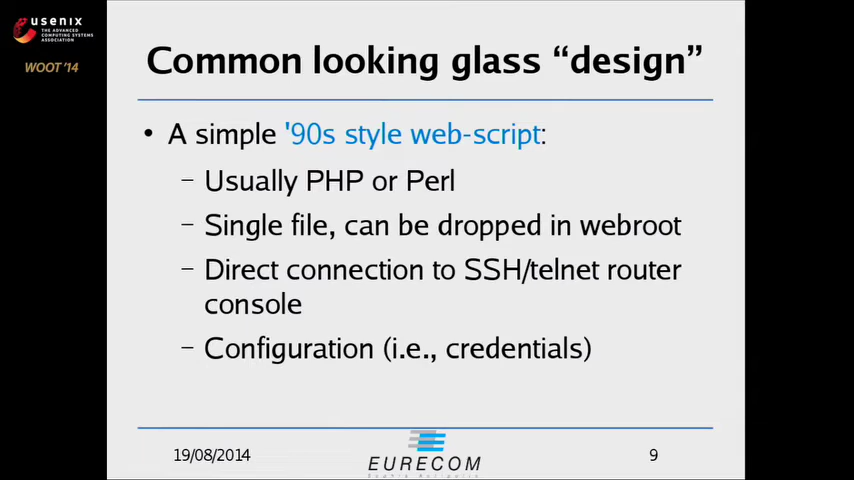 usenix
THE ADVANCED
COMPUTING SYSTEMS
ASSOCIATION
WOOT '14
Common looking glass “design”
• A simple '90s style web-script:
– Usually PHP or Perl
– Single file, can be dropped in webroot
– Direct connection to SSH/telnet router
console
– Configuration (i.e., credentials)
19/08/2014
EURECOM
Sophia Antipolis
9